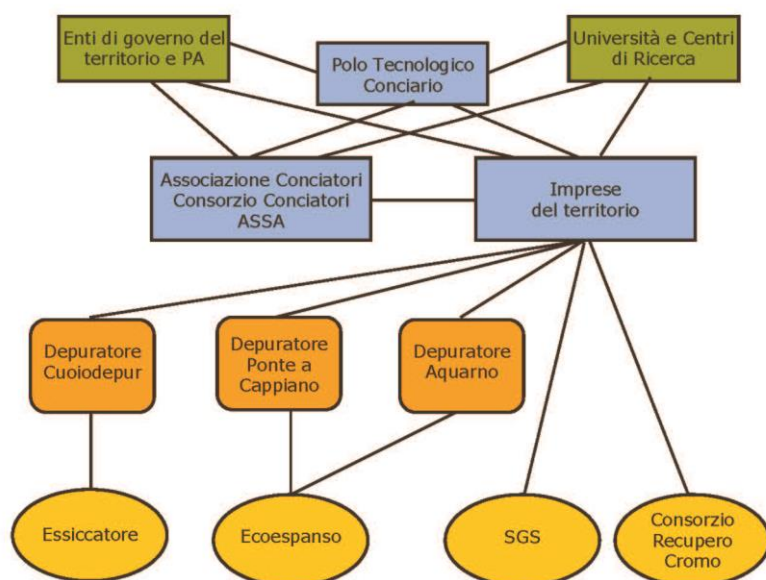 Enti di governo del
territorio e PA
Polo Tecnologico
Conciario
Università e Centri
di Ricerca
Associazione Conciatori
Consorzio Conciatori
ASSA
Imprese
del territorio
Depuratore
Cuoiodepur
Depuratore
Ponte a
Cappiano
Depuratore
Aquarno
Essiccatore
Ecoespanso
SGS
Consorzio
Recupero
Cromo